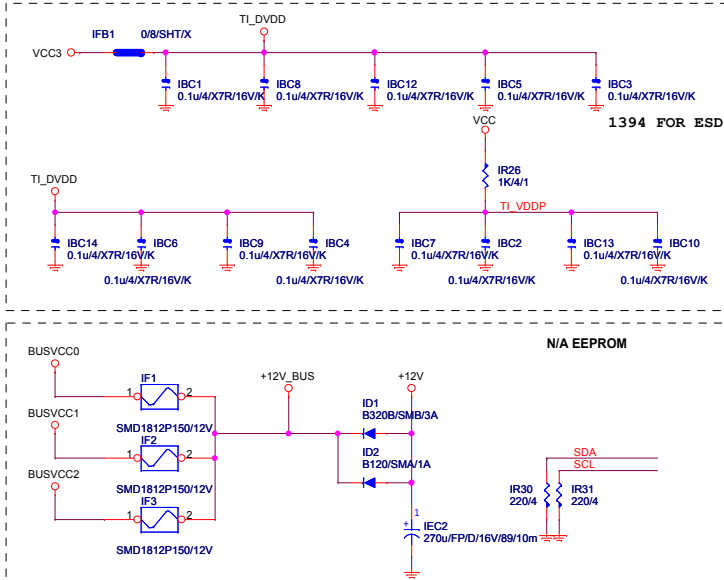 TI_DVDD
IFB1 0/8/SHT/X
VCC3
IBC1
0.1u/4/X7R/16V/K
IBC8
0.1u/4/X7R/16V/K
IBC12
0.1u/4/X7R/16V/K
IBC5
0.1u/4/X7R/16V/K
IBC3
0.1u/4/X7R/16V/K
1394 FOR ESD
VCC
IR26
1K/4/1
TI_DVDD
TI_VDDP
IBC14
0.1u/4/X7R/16V/K
IBC6
0.1u/4/X7R/16V/K
IBC9
0.1u/4/X7R/16V/K
IBC4
0.1u/4/X7R/16V/K
IBC7
0.1u/4/X7R/16V/K
IBC2
0.1u/4/X7R/16V/K
IBC13
0.1u/4/X7R/16V/K
IBC10
0.1u/4/X7R/16V/K
N/A EEPROM
BUSVCC0
IF1
1 2
SMD1812P150/12V
BUSVCC1
IF2
1 2
SMD1812P150/12V
BUSVCC2
IF3
1 2
SMD1812P150/12V
+12V_BUS
+12V
ID1
B320B/SMB/3A
ID2
B120/SMA/1A
1
+
IEC2
270u/FP/D/16V/89/10m
SDA
SCL
IR30
220/4
IR31
220/4